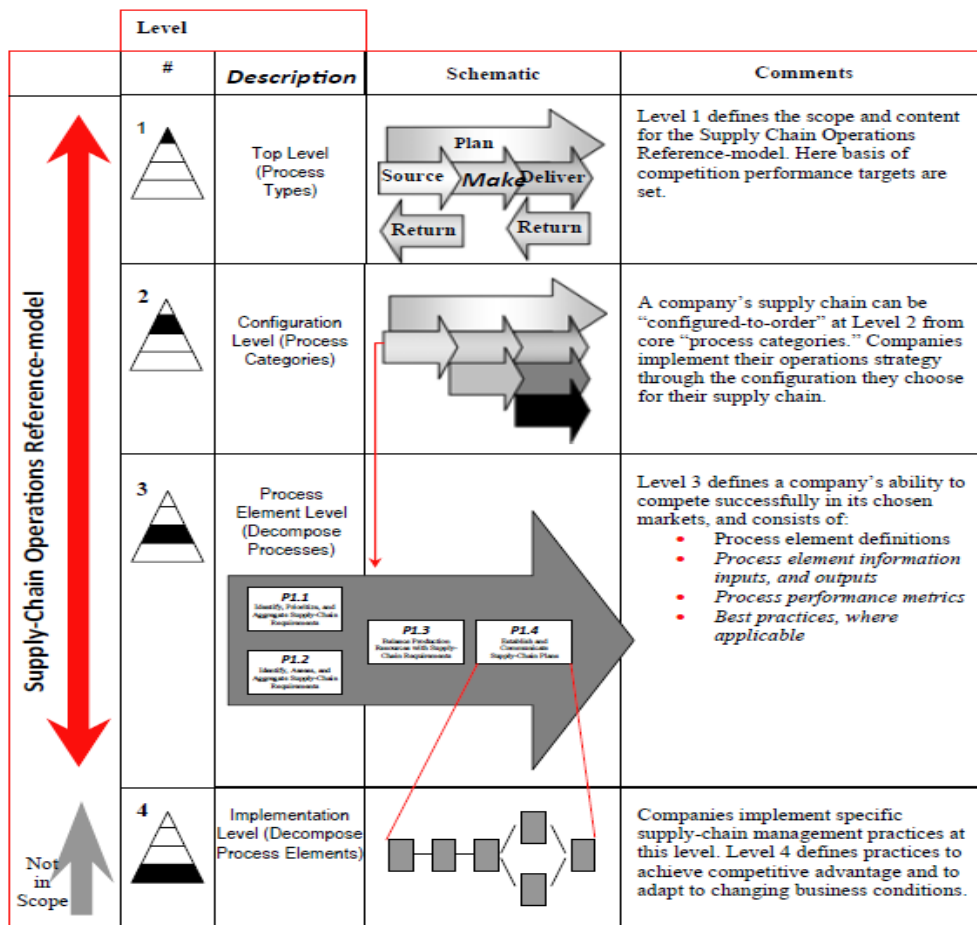 Level
#
Description
Schematic
Comments
Supply-Chain Operations Reference-model
1
Top Level
(Process
Types)
Plan
Source
Make
Deliver
Return
Return
Level 1 defines the scope and content
for the Supply Chain Operations
Reference-model. Here basis of
competition performance targets are
set.
2
Configuration
Level (Process
Categories)
A company's supply chain can be
“configured-to-order” at Level 2 from
core “process categories.” Companies
implement their operations strategy
through the configuration they choose
for their supply chain.
3
Process
Element Level
(Decompose
Processes)
P1.1
Identify, Prioritize, and
Aggregate Supply-Chain
Requirements
P1.2
Identify, Assess, and
Aggregate Supply-Chain
Requirements
P1.3
Balance Production
Resources with Supply-
Chain Requirements
P1.4
Establish and
Communicate
Supply-Chain Plans
Level 3 defines a company's ability to
compete successfully in its chosen
markets, and consists of:
• Process element definitions
• Process element information
inputs, and outputs
• Process performance metrics
• Best practices, where
applicable
Not
in
Scope
4
Implementation
Level (Decompose
Process Elements)
Companies implement specific
supply-chain management practices at
this level. Level 4 defines practices to
achieve competitive advantage and to
adapt to changing business conditions.